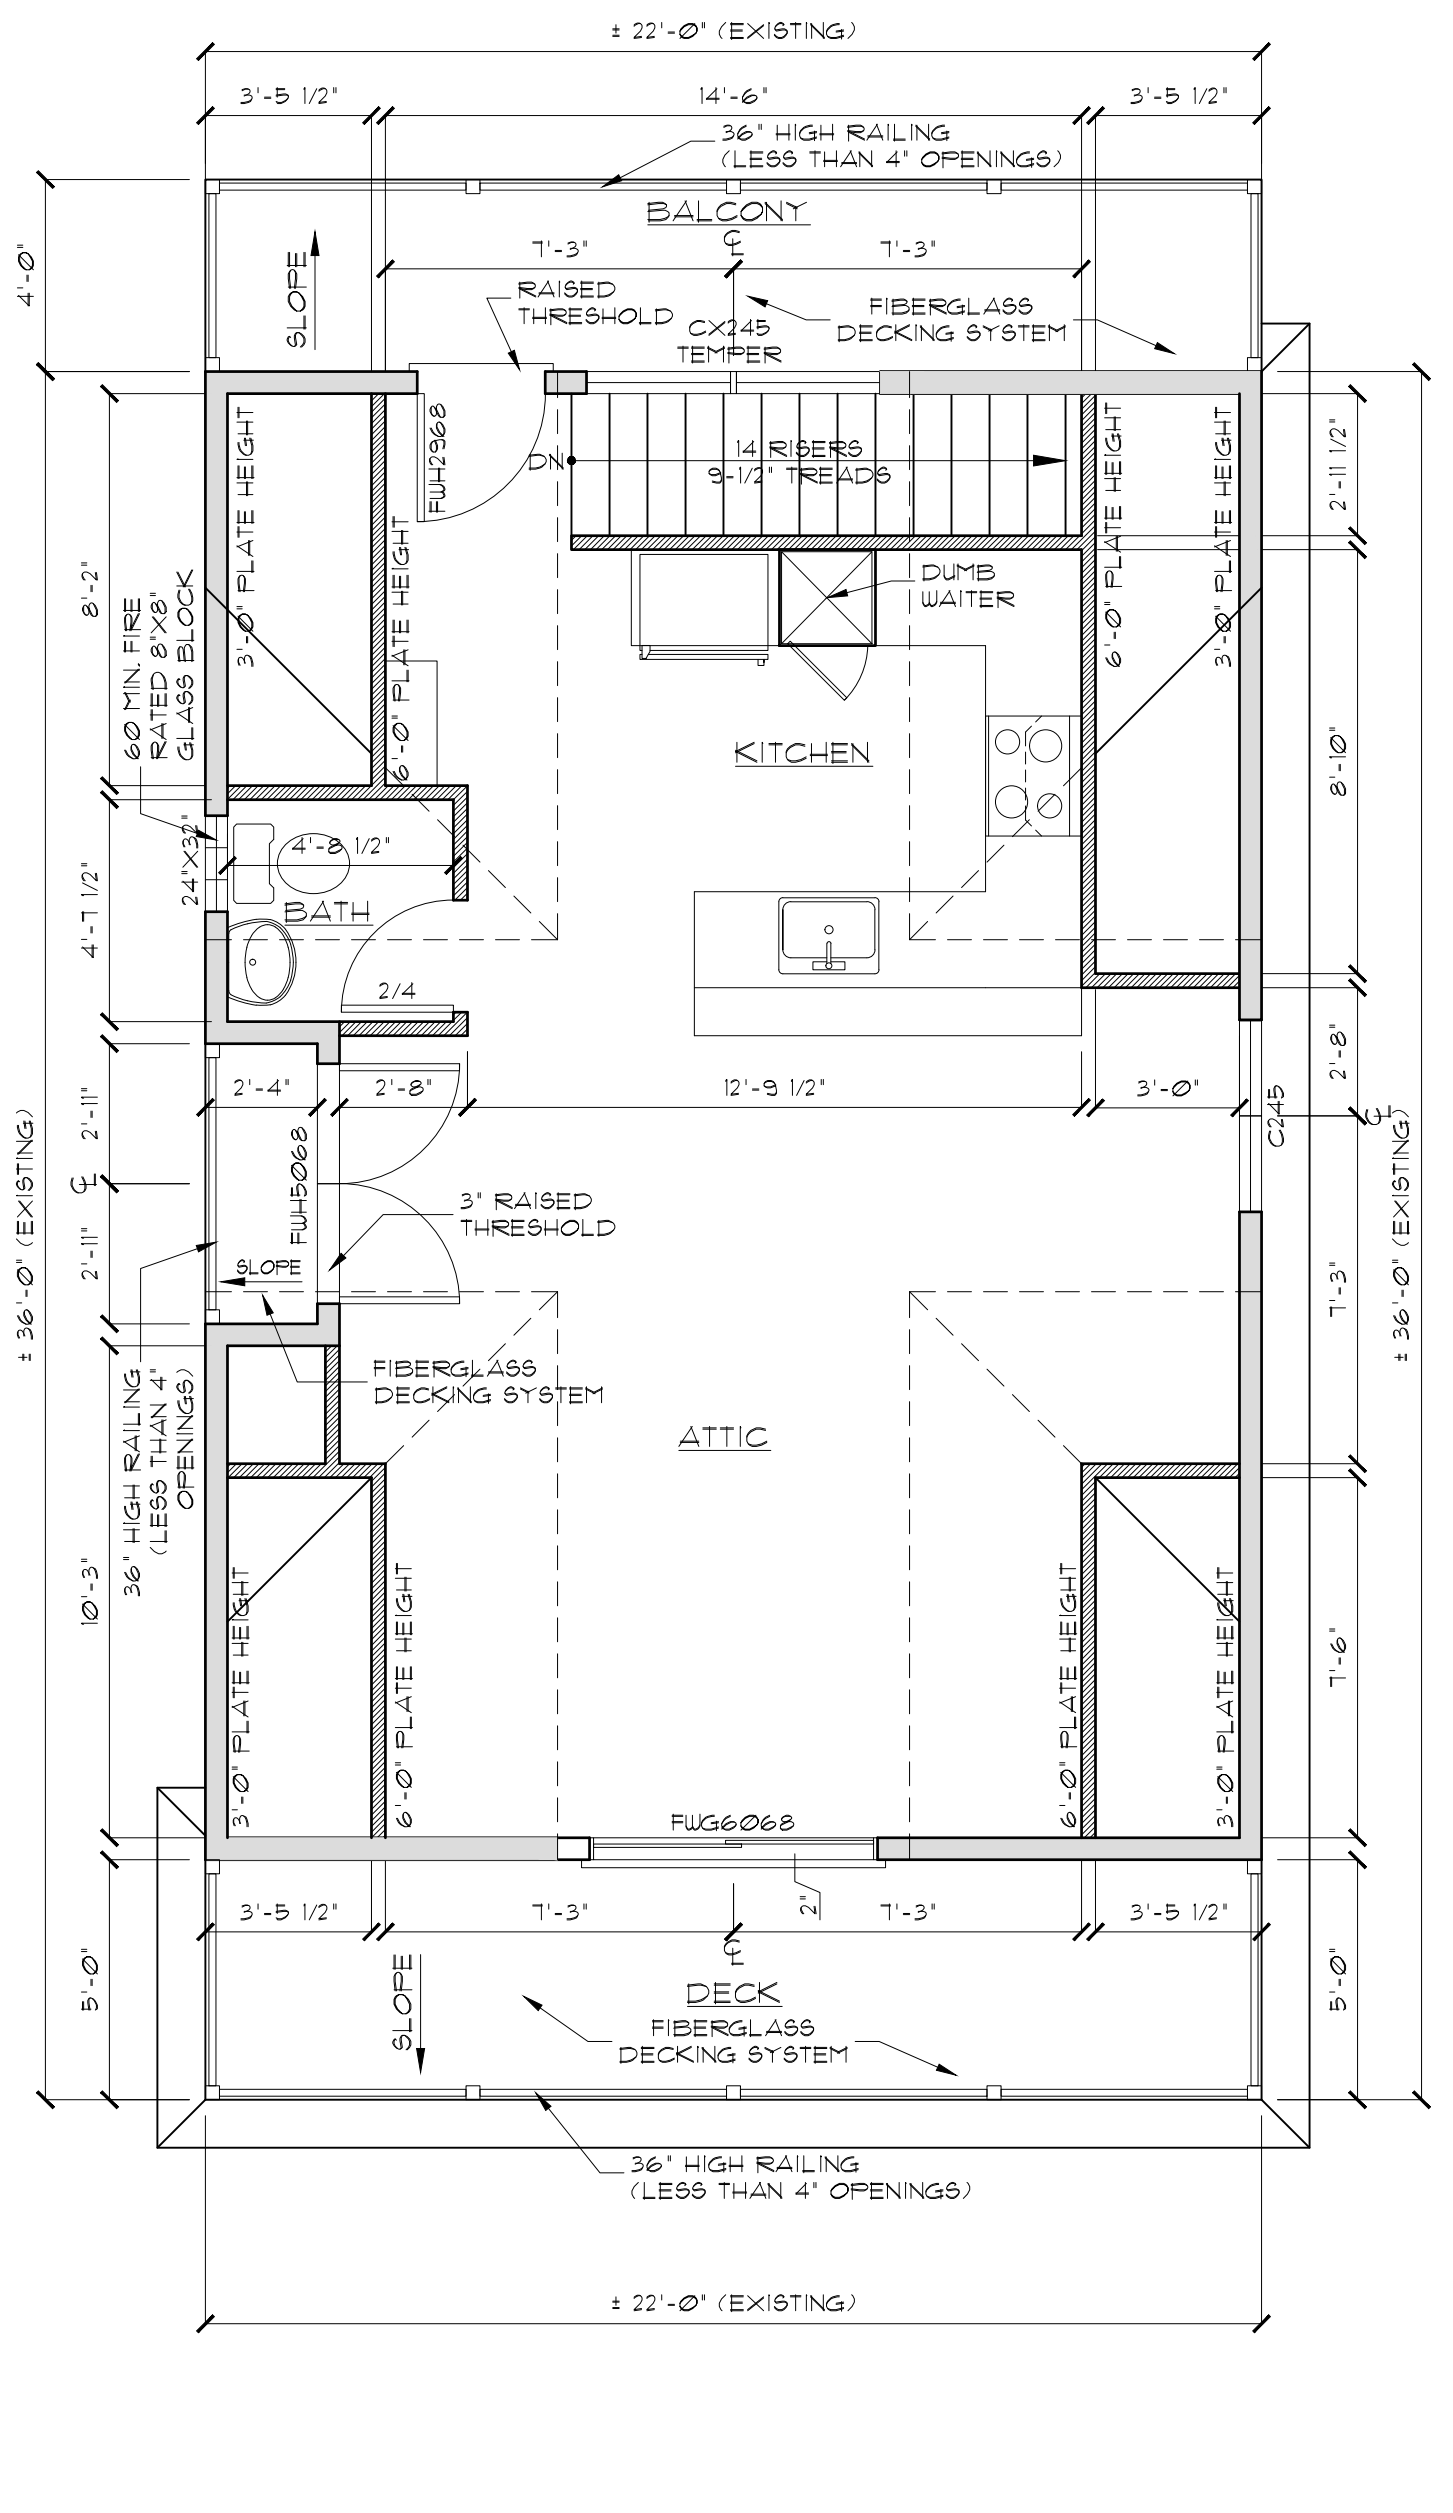 ± 22'-0" (EXISTING)
3'-5 1/2"
14'-6"
3'-5 1/2"
36" HIGH RAILING
(LESS THAN 4" OPENINGS)
BALCONY
℄
7'-3"
7'-3"
4'-0"
SLOPE
RAISED
THRESHOLD
CX245
TEMPER
FIBERGLASS
DECKING SYSTEM
3'-0" PLATE HEIGHT
6'-0" PLATE HEIGHT
FWH2968
DN
14 RISERS
9-1/2" TREADS
6'-0" PLATE HEIGHT
3'-0" PLATE HEIGHT
2'-11 1/2"
8'-2"
60 MIN. FIRE
RATED 8"X8"
GLASS BLOCK
DUMB
WAITER
KITCHEN
8'-10"
24"X32"
4'-8 1/2"
BATH
4'-7 1/2"
2/4
2'-11"
2'-4"
2'-8"
12'-9 1/2"
3'-0"
2'-8"
C245
℄
± 36'-0" (EXISTING)
± 36'-0" (EXISTING)
℄
FWH5068
3" RAISED
THRESHOLD
2'-11"
SLOPE
7'-3"
36" HIGH RAILING
(LESS THAN 4"
OPENINGS)
FIBERGLASS
DECKING SYSTEM
ATTIC
10'-3"
3'-0" PLATE HEIGHT
6'-0" PLATE HEIGHT
6'-0" PLATE HEIGHT
3'-0" PLATE HEIGHT
7'-6"
FWG6068
2"
3'-5 1/2"
7'-3"
7'-3"
3'-5 1/2"
℄
5'-0"
SLOPE
DECK
FIBERGLASS
DECKING SYSTEM
5'-0"
36" HIGH RAILING
(LESS THAN 4" OPENINGS)
± 22'-0" (EXISTING)